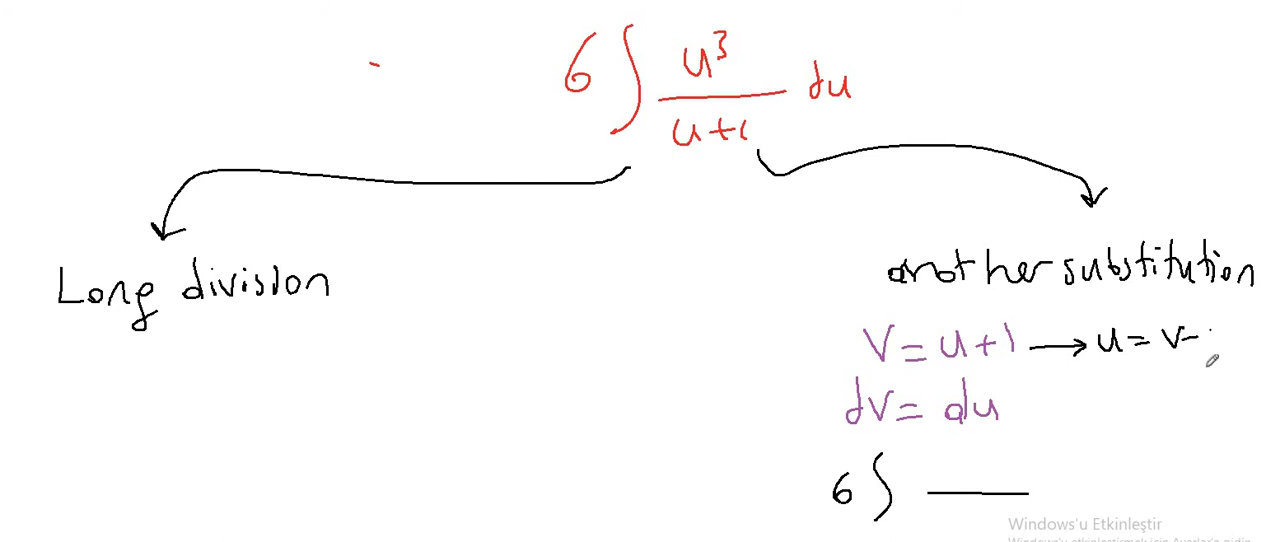 6 ∫ u³ / u+1 du
Long division
another substitution
v = u+1 → u = v-
dv = du
6 ∫ —
Windows'u Etkinleştir